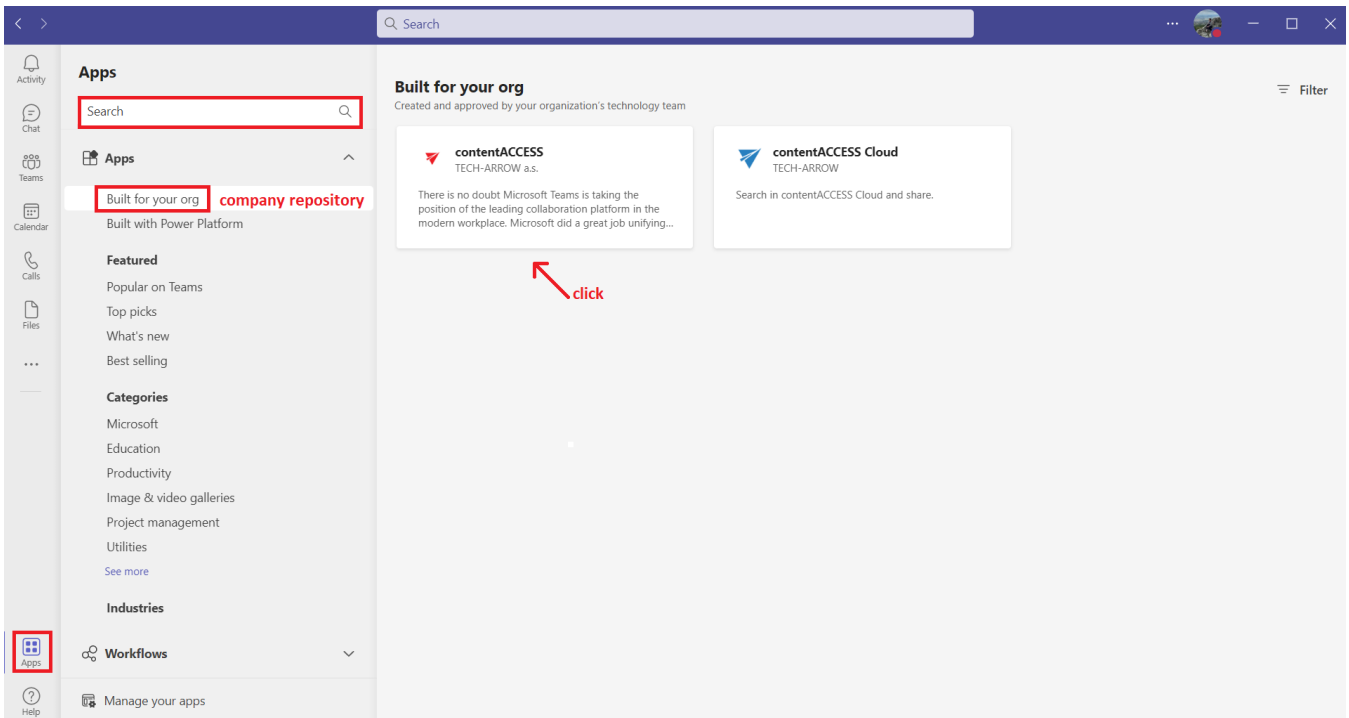 Search
Activity
Chat
Teams
Calendar
Calls
Files
Apps
Help
Apps
Search
Apps
Built for your org company repository
Built with Power Platform
Featured
Popular on Teams
Top picks
What's new
Best selling
Categories
Microsoft
Education
Productivity
Image & video galleries
Project management
Utilities
See more
Industries
Workflows
Manage your apps
Built for your org
Created and approved by your organization's technology team
Filter
contentACCESS
TECH-ARROW a.s.
There is no doubt Microsoft Teams is taking the
position of the leading collaboration platform in the
modern workplace. Microsoft did a great job unifying...
contentACCESS Cloud
TECH-ARROW
Search in contentACCESS Cloud and share.
click